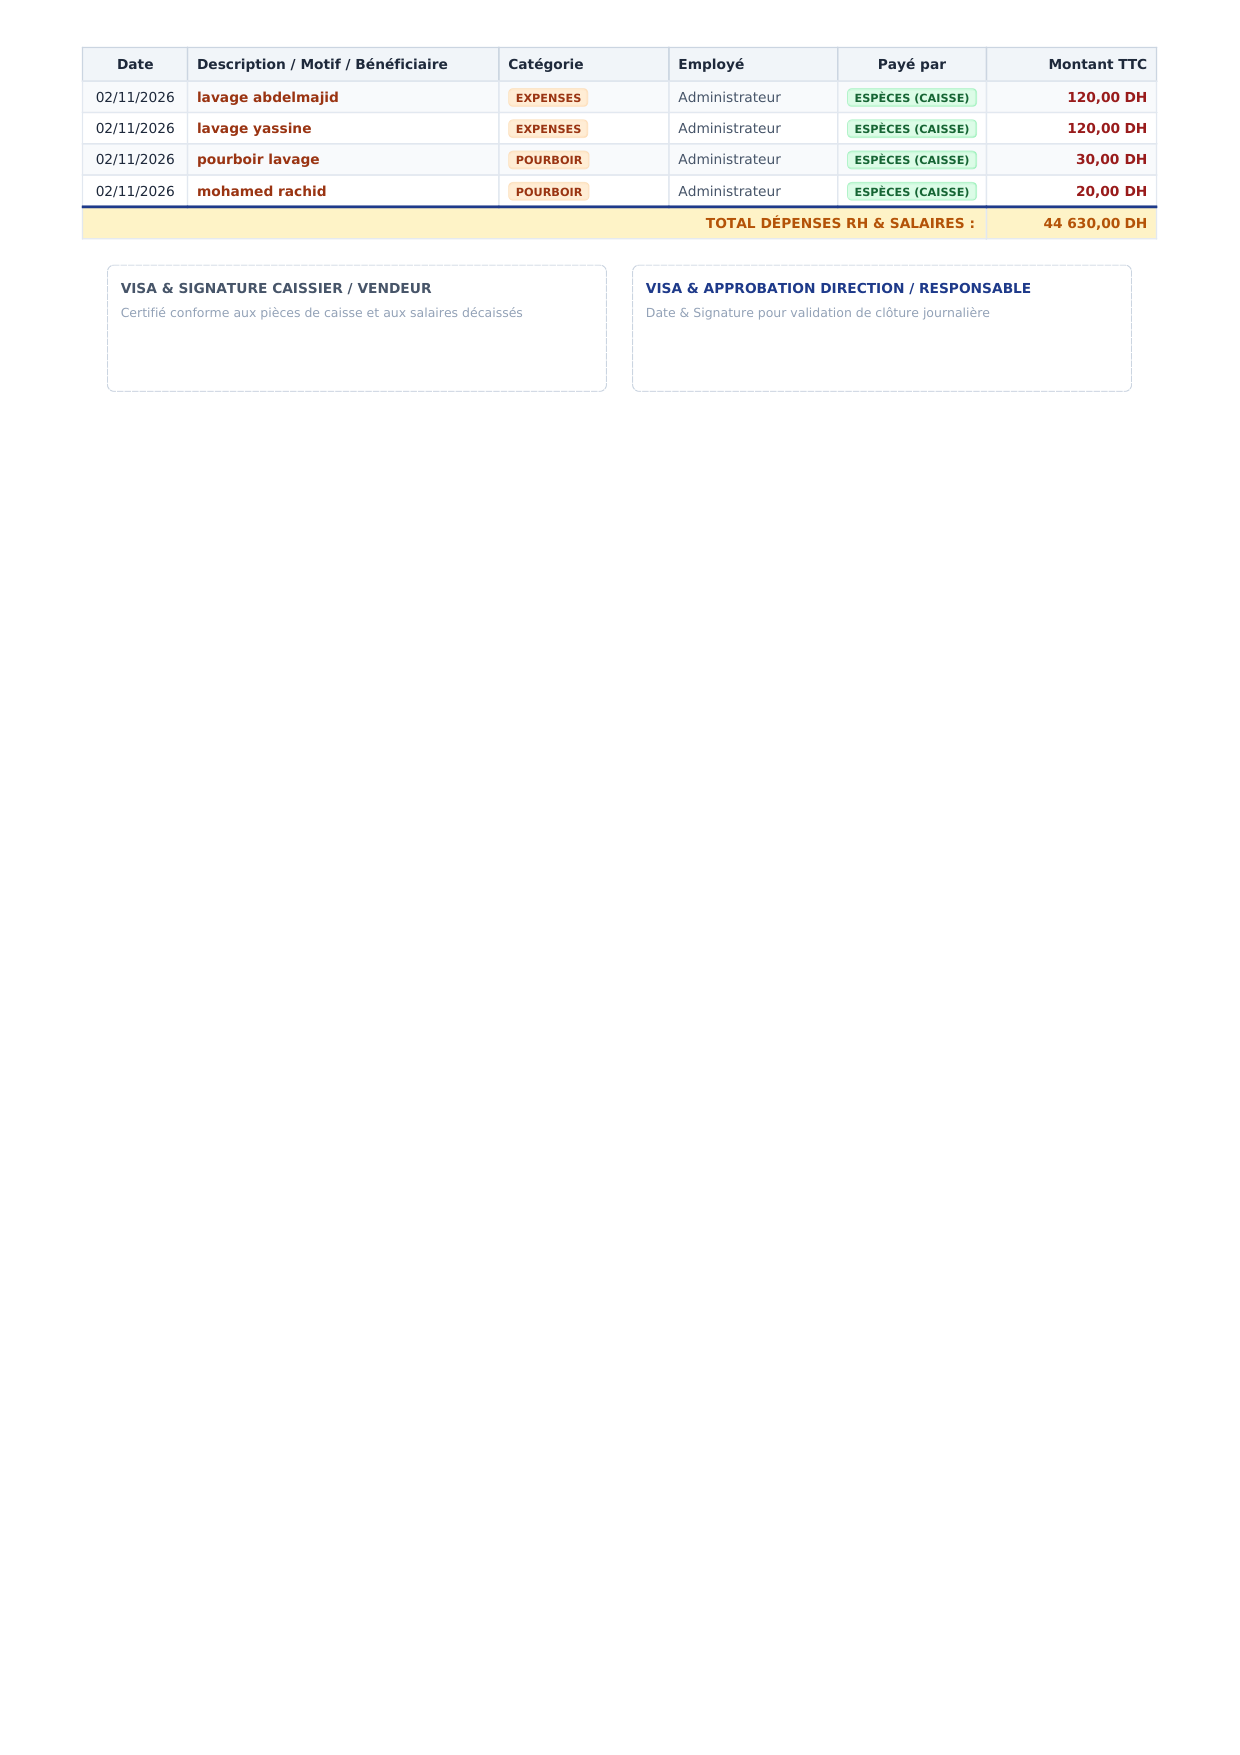 Date Description / Motif / Bénéficiaire Catégorie Employé Payé par Montant TTC
02/11/2026 lavage abdelmajid EXPENSES Administrateur ESPÈCES (CAISSE) 120,00 DH
02/11/2026 lavage yassine EXPENSES Administrateur ESPÈCES (CAISSE) 120,00 DH
02/11/2026 pourboir lavage POURBOIR Administrateur ESPÈCES (CAISSE) 30,00 DH
02/11/2026 mohamed rachid POURBOIR Administrateur ESPÈCES (CAISSE) 20,00 DH
TOTAL DÉPENSES RH & SALAIRES : 44 630,00 DH
VISA & SIGNATURE CAISSIER / VENDEUR
Certifié conforme aux pièces de caisse et aux salaires décaissés
VISA & APPROBATION DIRECTION / RESPONSABLE
Date & Signature pour validation de clôture journalière